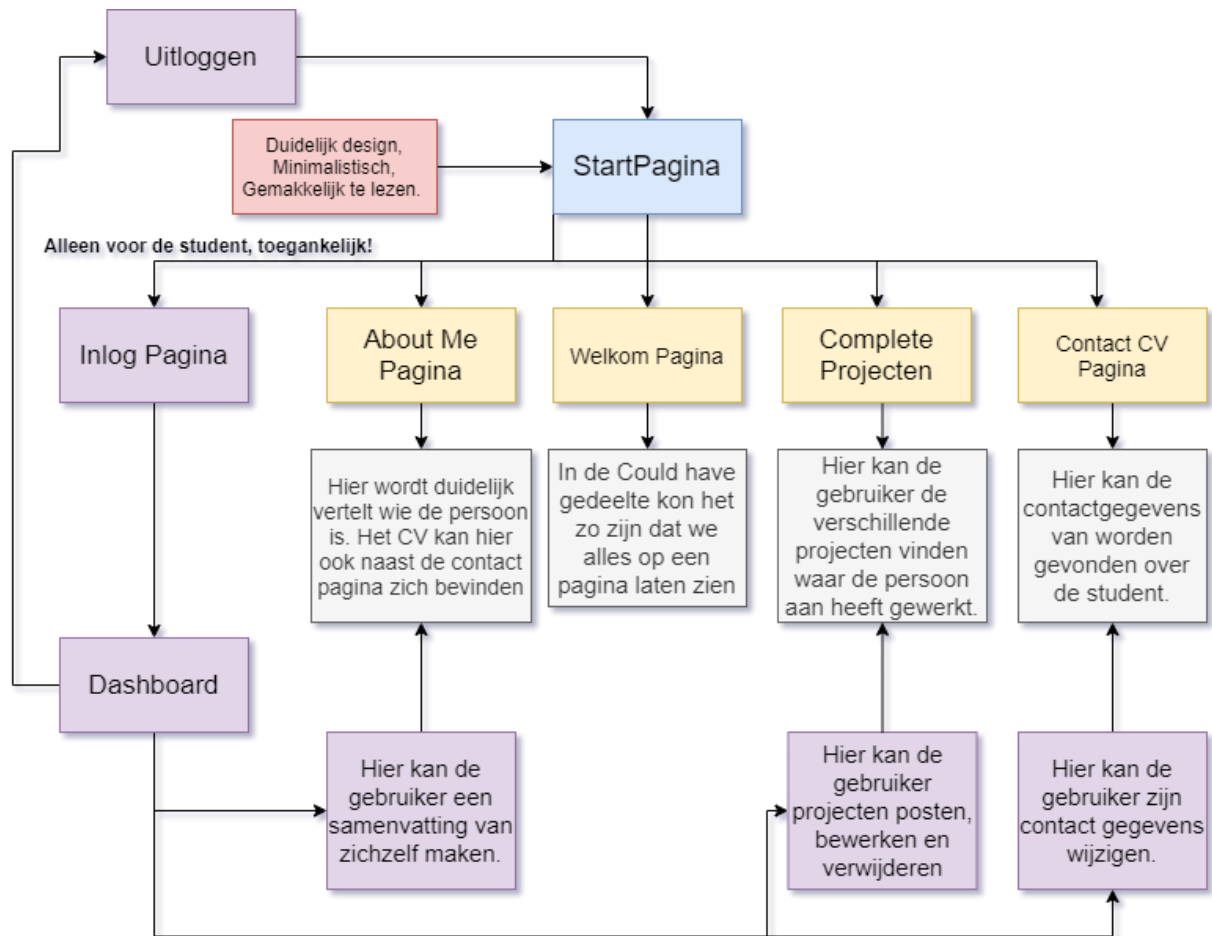 Uitloggen
Duidelijk design,
Minimalistisch,
Gemakkelijk te lezen.
StartPagina
Alleen voor de student, toegankelijk!
Inlog Pagina
About Me
Pagina
Welkom Pagina
Complete
Projecten
Contact CV
Pagina
Hier wordt duidelijk
vertelt wie de persoon
is. Het CV kan hier
ook naast de contact
pagina zich bevinden
In de Could have
gedeelte kon het
zo zijn dat we
alles op een
pagina laten zien
Hier kan de
gebruiker de
verschillende
projecten vinden
waar de persoon
aan heeft gewerkt.
Hier kan de
contactgegevens
van worden
gevonden over
de student.
Dashboard
Hier kan de
gebruiker een
samenvatting van
zichzelf maken.
Hier kan de
gebruiker
projecten posten,
bewerken en
verwijderen
Hier kan de
gebruiker zijn
contact gegevens
wijzigen.